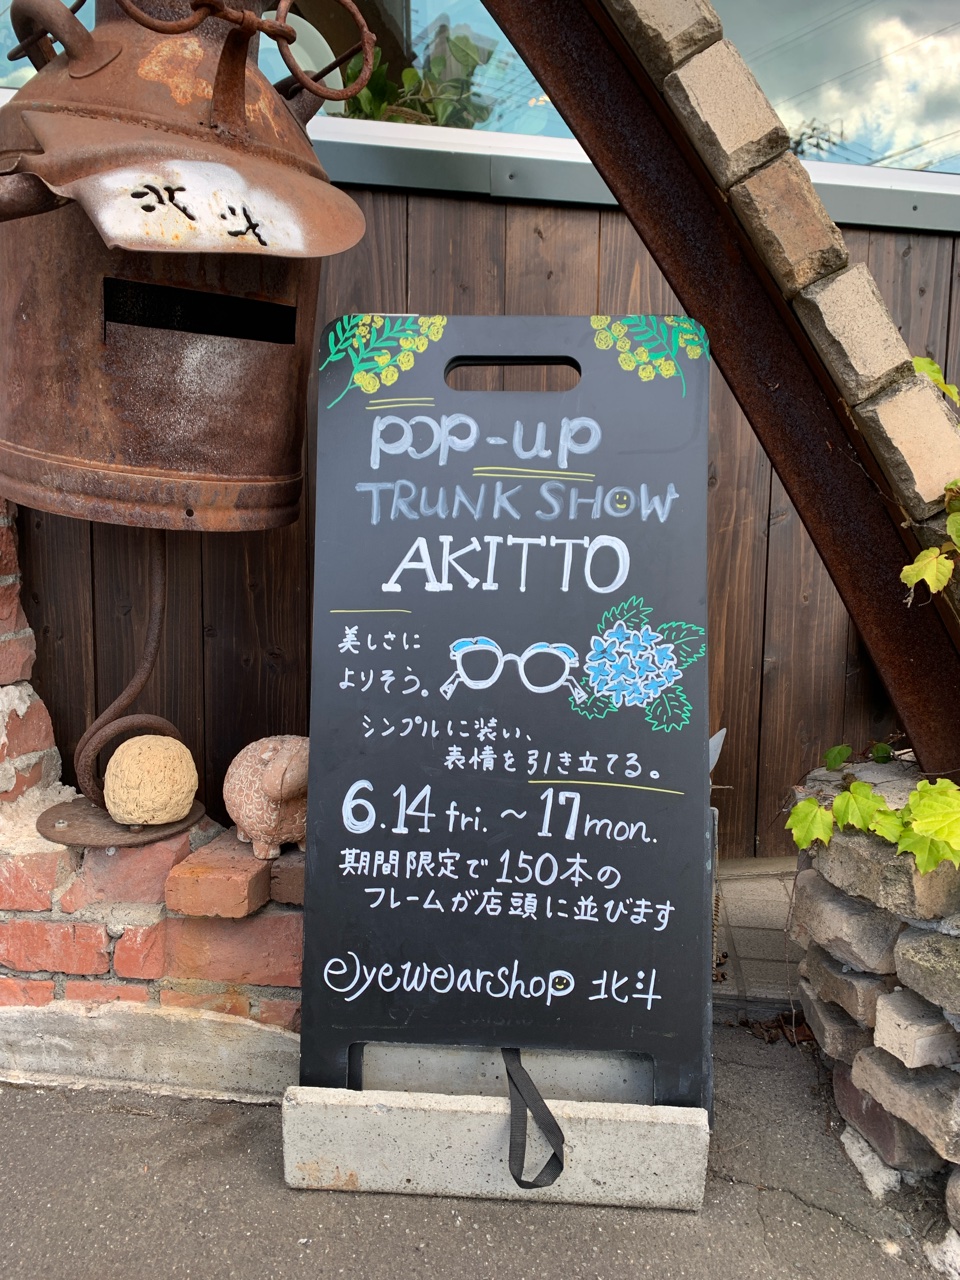 北斗
POP-up
TRUNK SHOW
AKITTO
美しさに
よりそう。
シンプルに装い、
表情を引き立てる。
6.14 fri. ~ 17 mon.
期間限定で150本の
フレームが店頭に並びます
eyewearshop 北斗